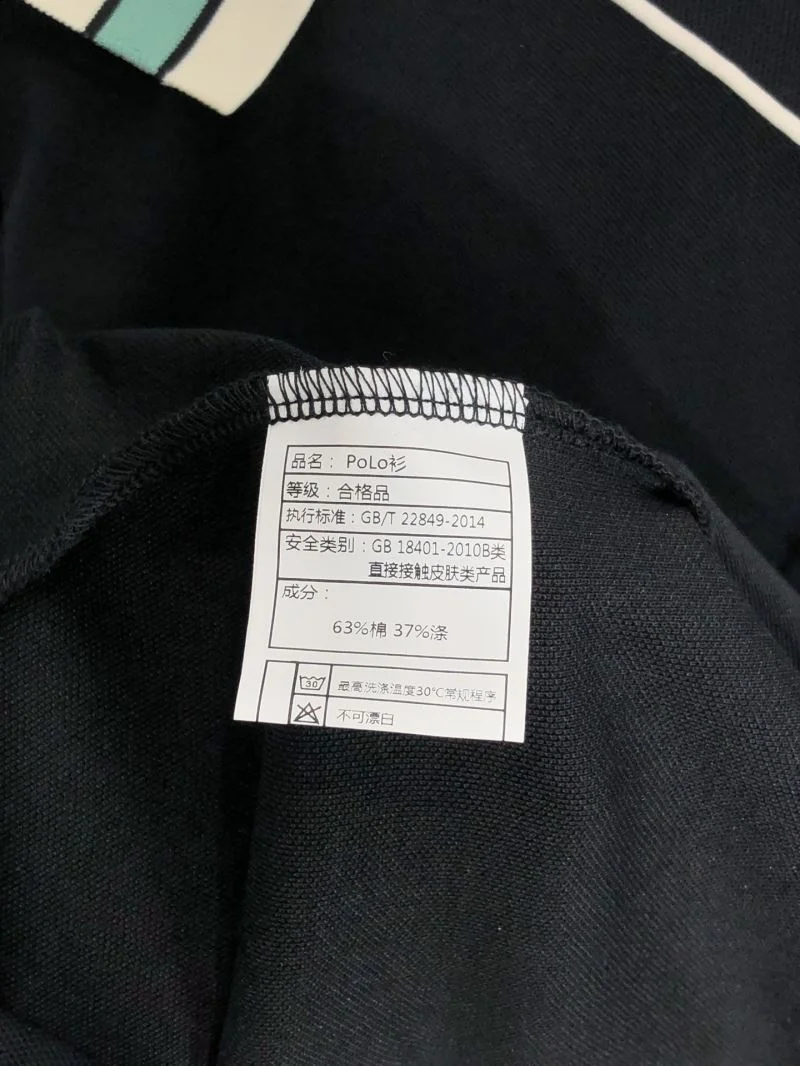 品名： PoLo衫
等级：合格品
执行标准：GB/T 22849-2014
安全类别：GB 18401-2010B类
直接接触皮肤类产品
成分：
63%棉 37%涤
30 最高洗涤温度30℃常规程序
不可漂白